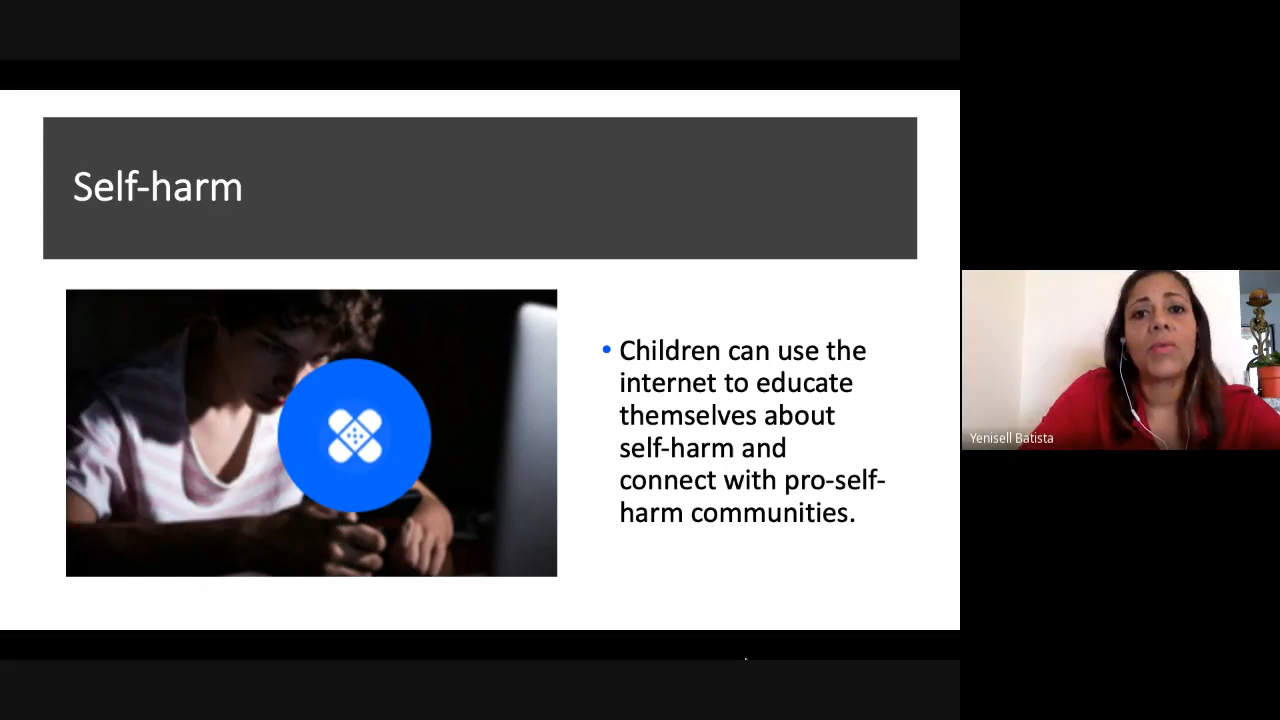 Self-harm
• Children can use the
internet to educate
themselves about
self-harm and
connect with pro-self-
harm communities.
Yenisell Batista